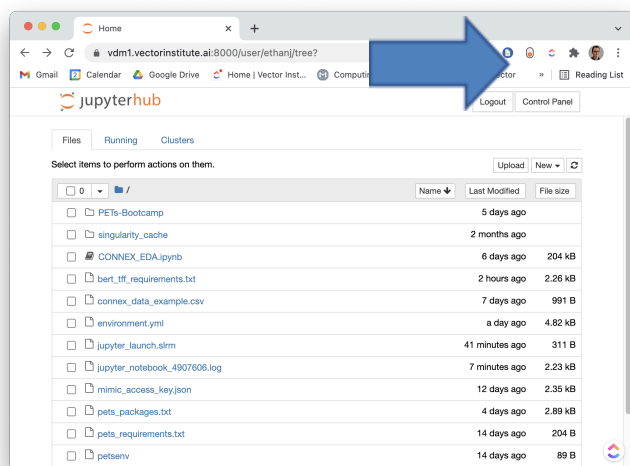 Home
vdm1.vectorinstitute.ai:8000/user/ethanj/tree?
Gmail Calendar Google Drive Home | Vector Inst... » Reading List
jupyterhub Logout Control Panel
Files Running Clusters
Select items to perform actions on them. Upload New
0 / Name Last Modified File size
PETs-Bootcamp 5 days ago
singularity_cache 2 months ago
CONNEX_EDA.ipynb 6 days ago 204 kB
bert_tff_requirements.txt 2 hours ago 2.26 kB
connex_data_example.csv 7 days ago 991 B
environment.yml a day ago 4.82 kB
jupyter_launch.slrm 41 minutes ago 311 B
jupyter_notebook_4907606.log 7 minutes ago 2.23 kB
mimic_access_key.json 12 days ago 2.35 kB
pets_packages.txt 4 days ago 2.89 kB
pets_requirements.txt 14 days ago 204 B
petsenv 14 days ago 89 B